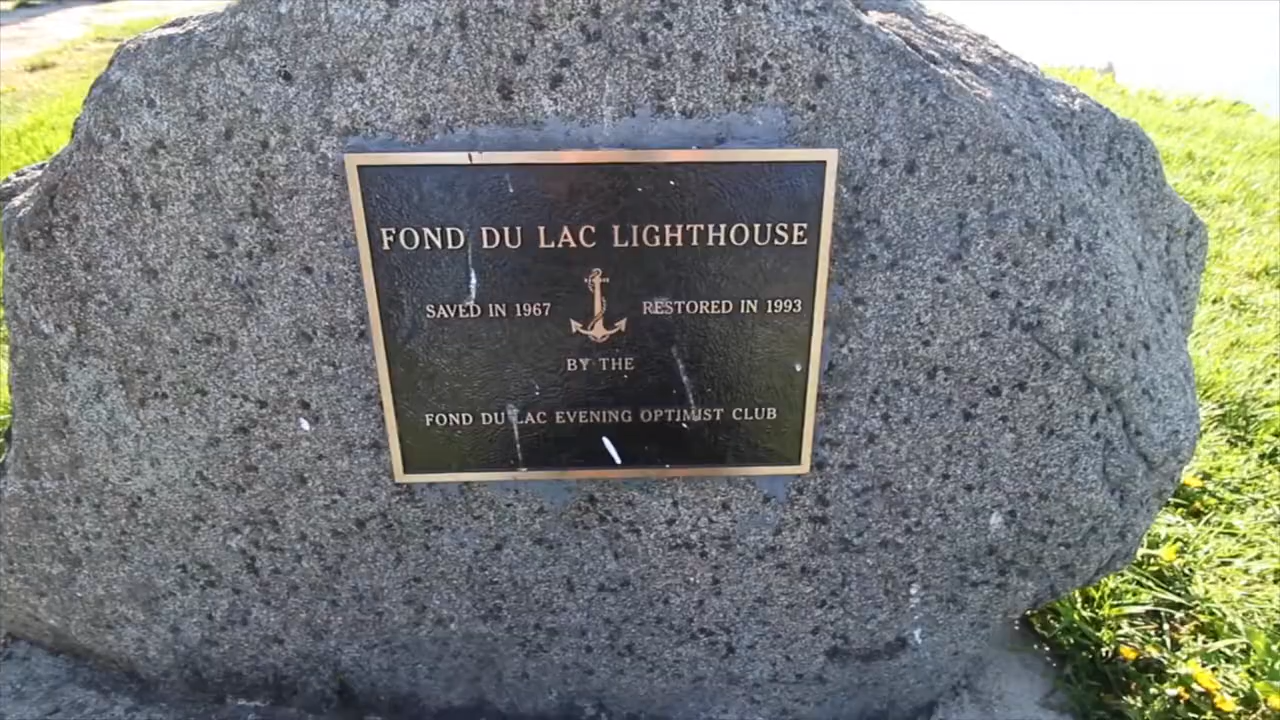 FOND DU LAC LIGHTHOUSE
SAVED IN 1967 RESTORED IN 1993
BY THE
FOND DU LAC EVENING OPTIMIST CLUB